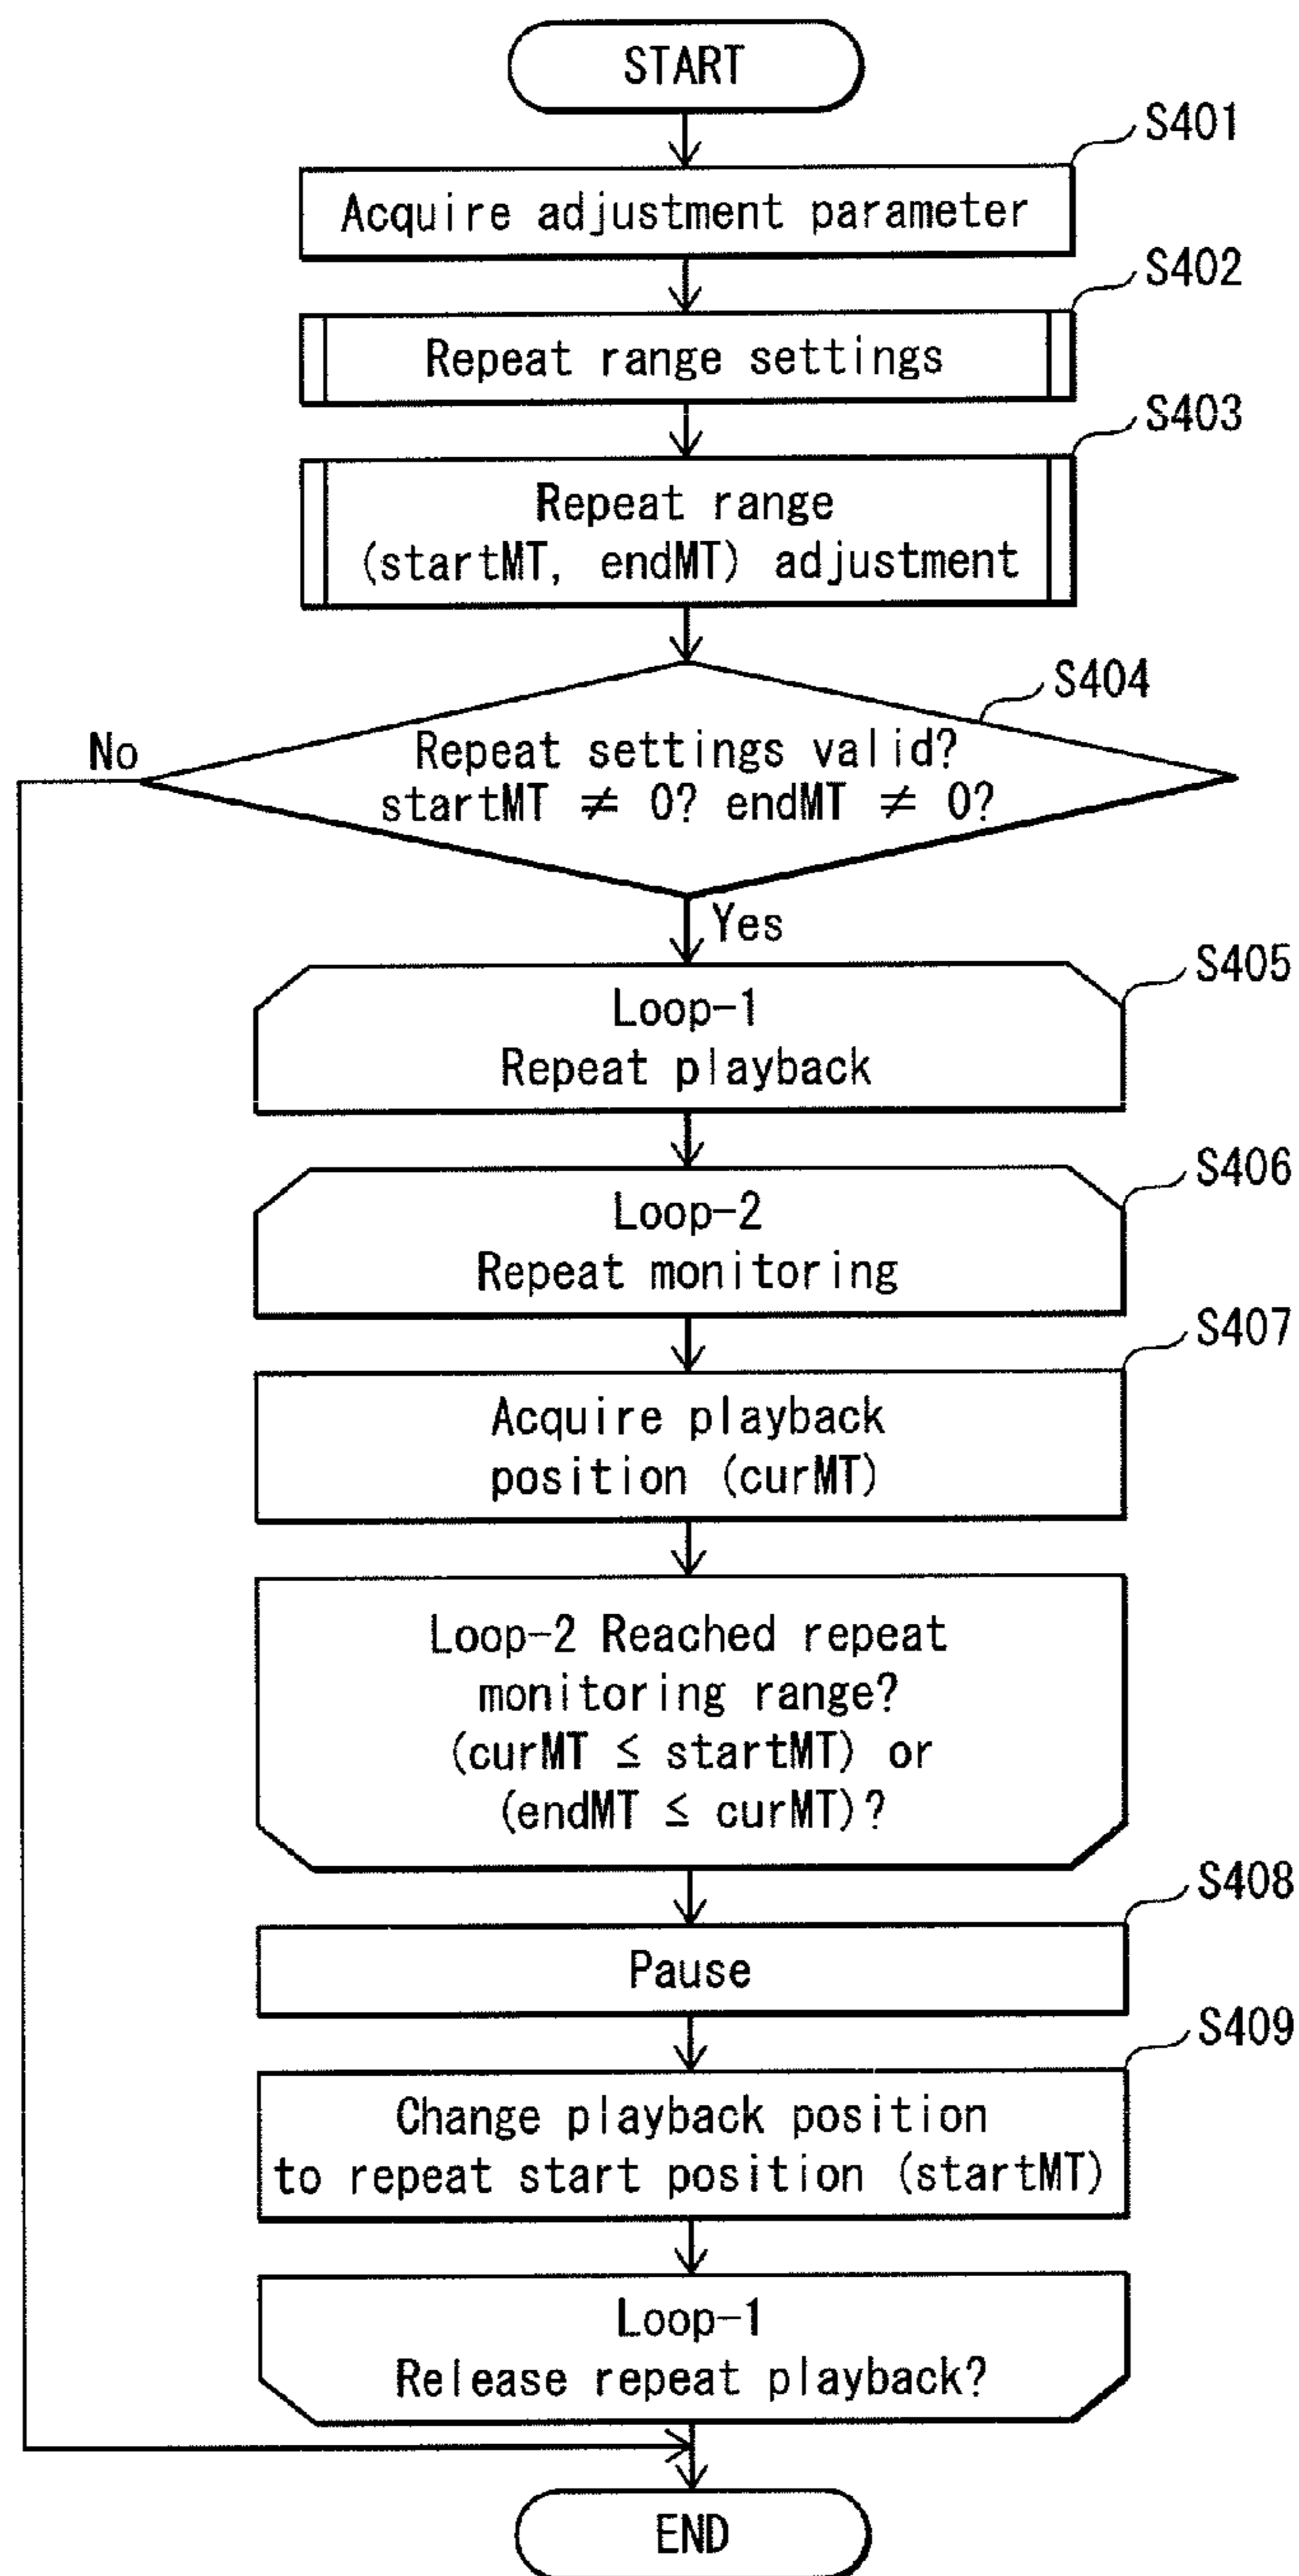 START
S401
Acquire adjustment parameter
S402
Repeat range settings
S403
Repeat range
(startMT, endMT) adjustment
S404
No
Repeat settings valid?
startMT ≠ 0? endMT ≠ 0?
Yes
S405
Loop-1
Repeat playback
S406
Loop-2
Repeat monitoring
S407
Acquire playback
position (curMT)
Loop-2 Reached repeat
monitoring range?
(curMT ≦ startMT) or
(endMT ≦ curMT)?
S408
Pause
S409
Change playback position
to repeat start position (startMT)
Loop-1
Release repeat playback?
END